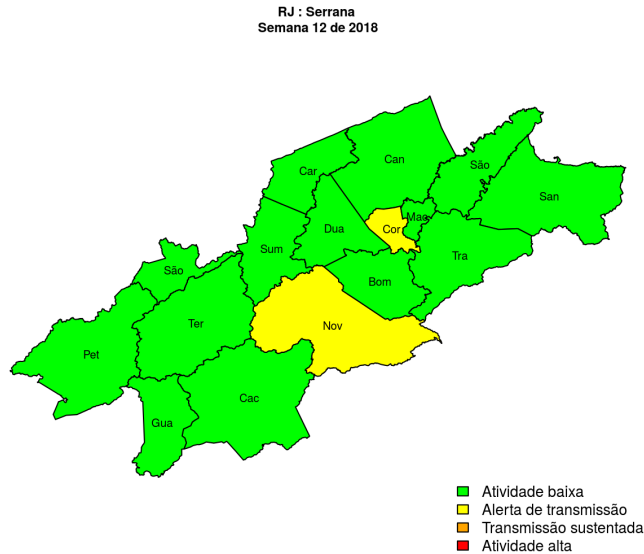 RJ : Serrana
Semana 12 de 2018
Can
São
Car
San
Mac
Cor
Dua
Sum
Tra
São
Bom
Ter
Nov
Pet
Cac
Gua
Atividade baixa
Alerta de transmissão
Transmissão sustentada
Atividade alta